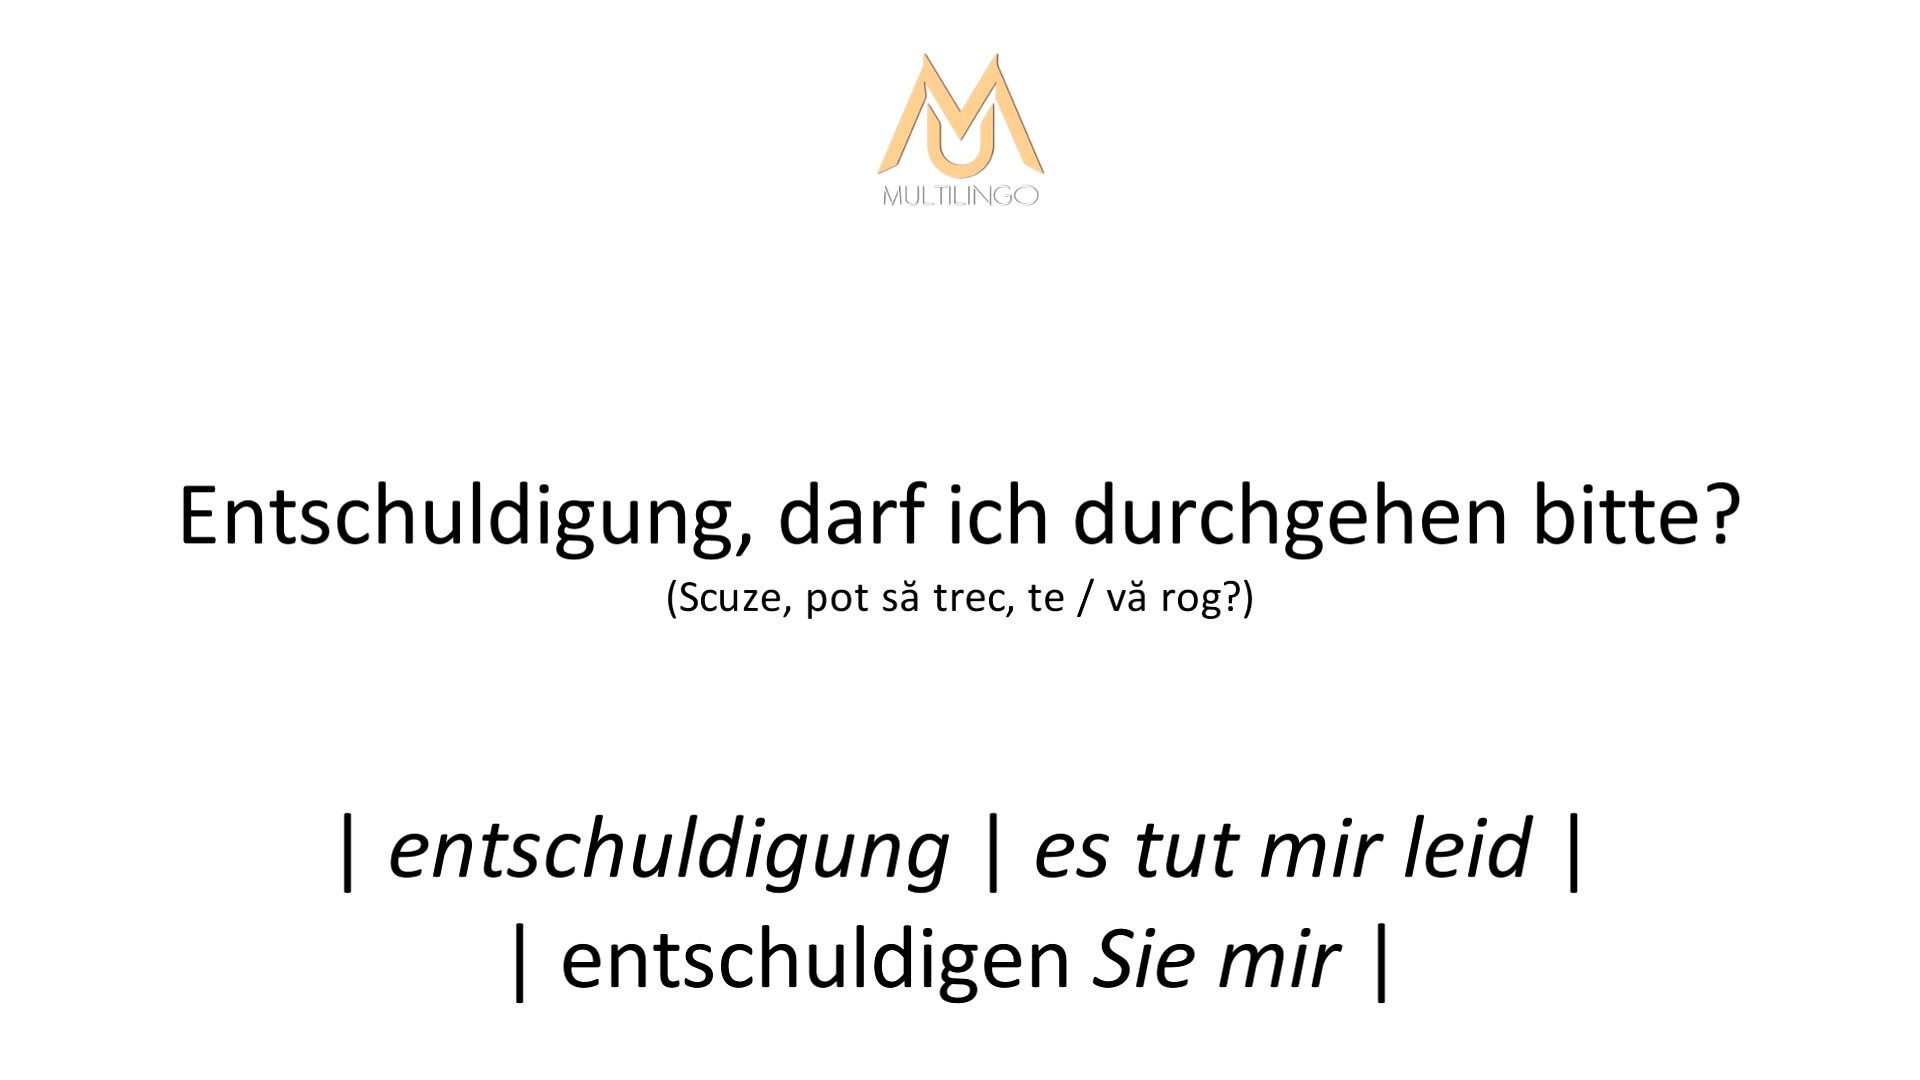 MULTILINGO
Entschuldigung, darf ich durchgehen bitte?
(Scuze, pot să trec, te / vă rog?)
| entschuldigung | es tut mir leid |
| entschuldigen Sie mir |